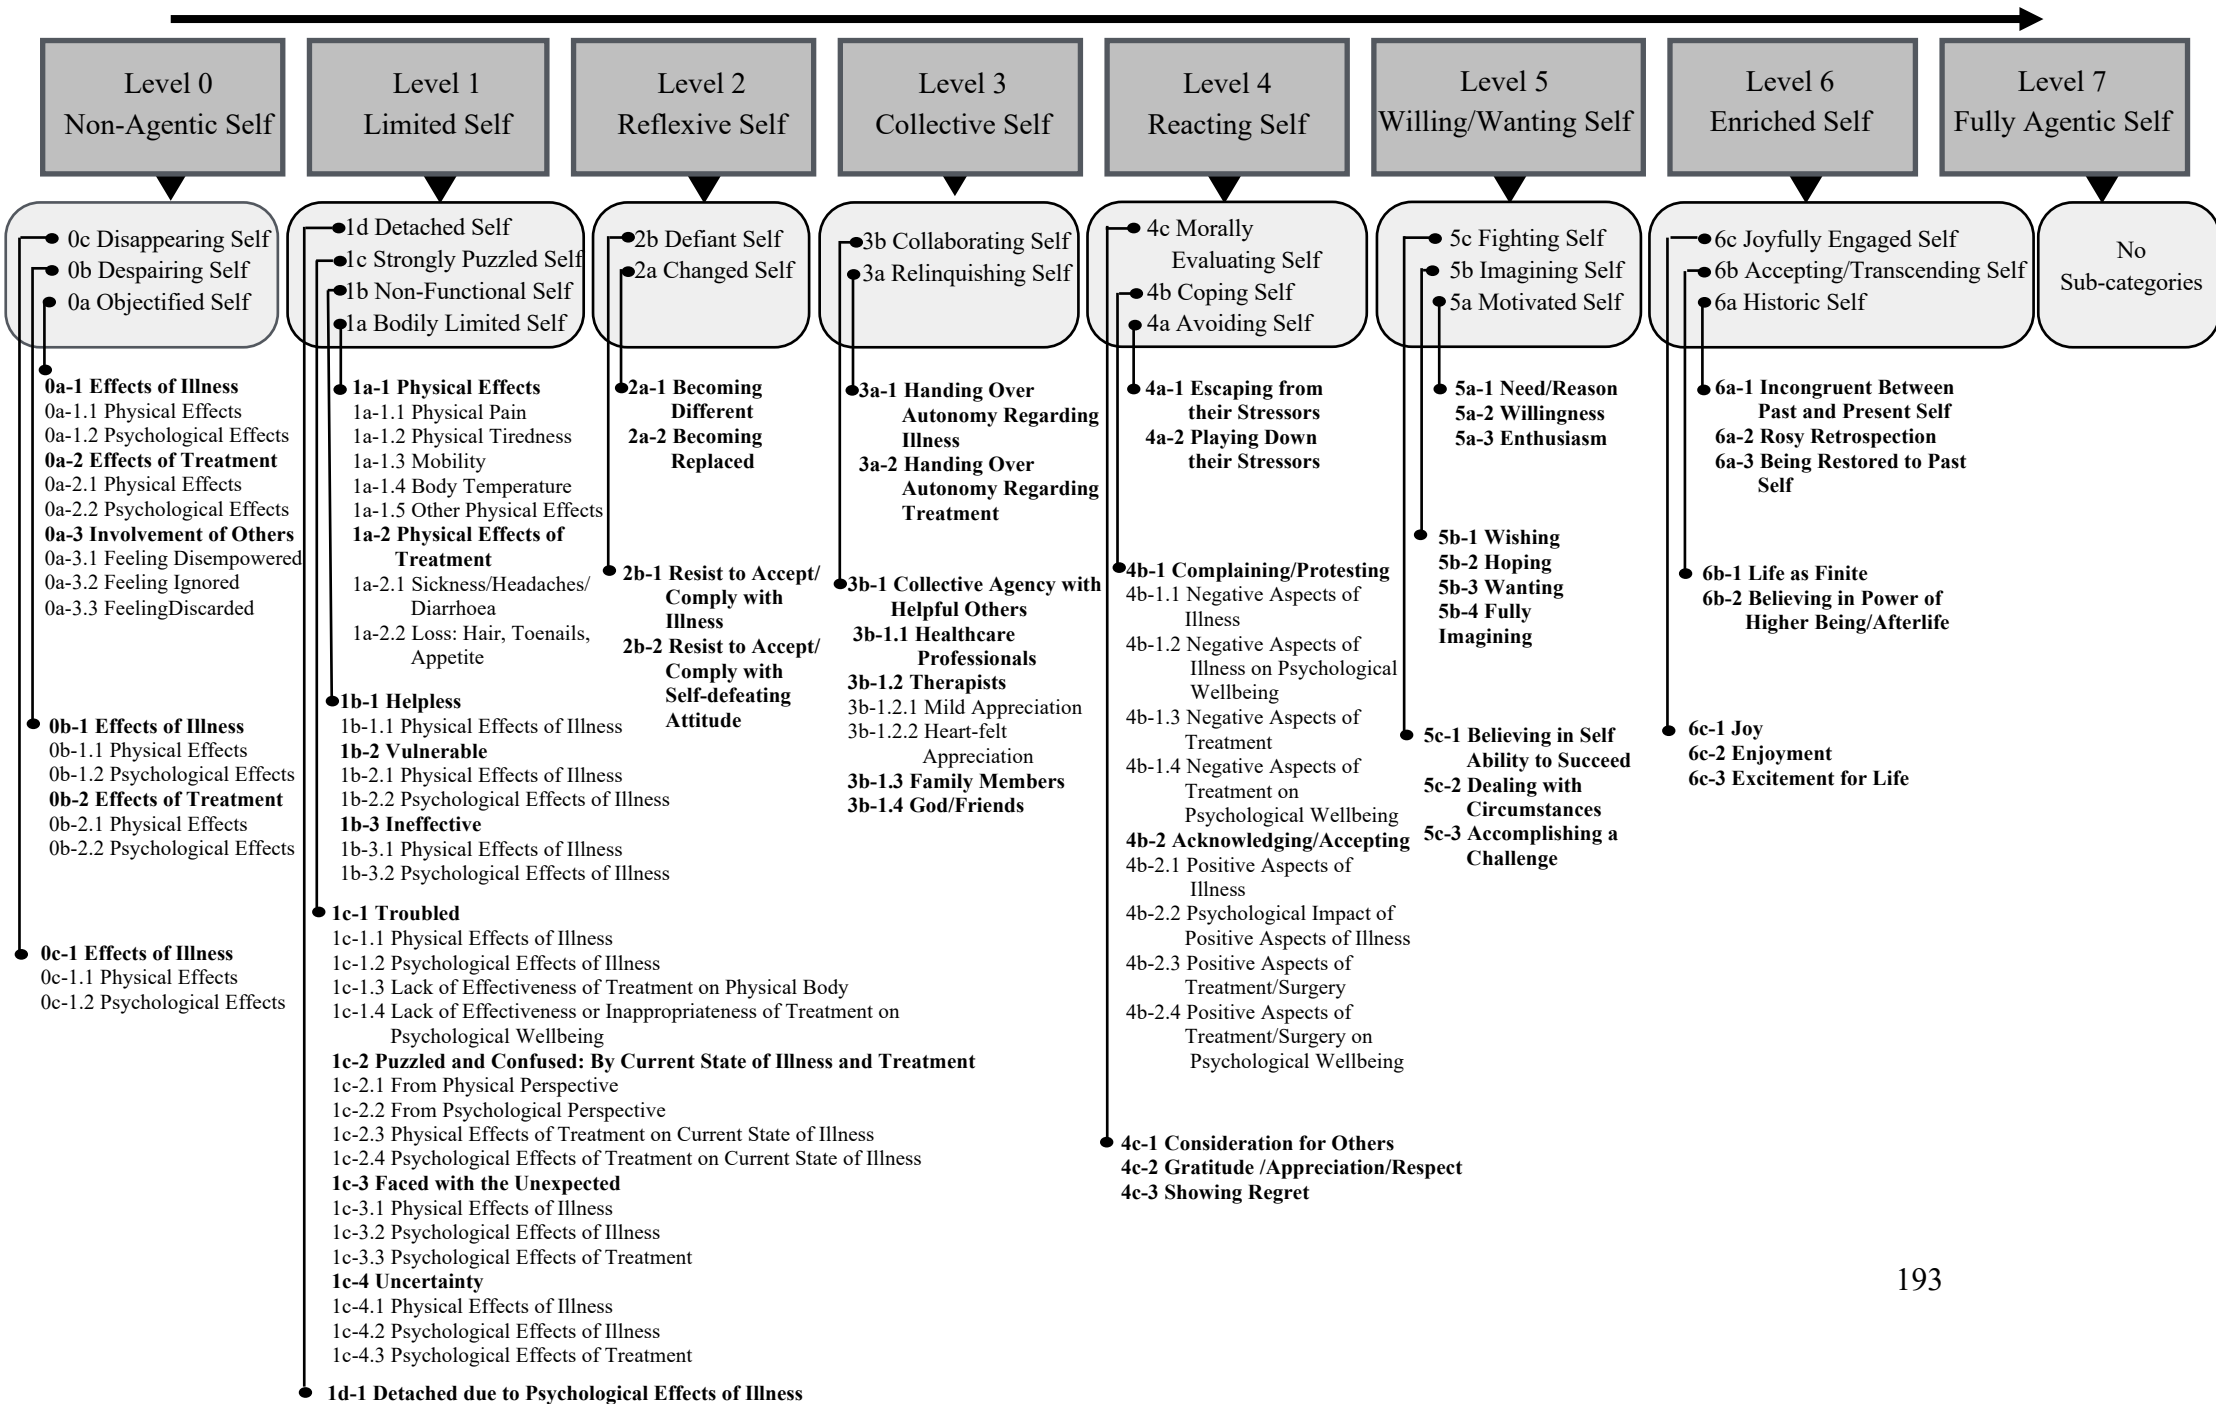 Level 0
Non-Agentic Self
Level 1
Limited Self
Level 2
Reflexive Self
Level 3
Collective Self
Level 4
Reacting Self
Level 5
Willing/Wanting Self
Level 6
Enriched Self
Level 7
Fully Agentic Self
0c Disappearing Self
0b Despairing Self
0a Objectified Self
1d Detached Self
1c Strongly Puzzled Self
1b Non-Functional Self
1a Bodily Limited Self
2b Defiant Self
2a Changed Self
3b Collaborating Self
3a Relinquishing Self
4c Morally
Evaluating Self
4b Coping Self
4a Avoiding Self
5c Fighting Self
5b Imagining Self
5a Motivated Self
6c Joyfully Engaged Self
6b Accepting/Transcending Self
6a Historic Self
No
Sub-categories
0a-1 Effects of Illness
0a-1.1 Physical Effects
0a-1.2 Psychological Effects
0a-2 Effects of Treatment
0a-2.1 Physical Effects
0a-2.2 Psychological Effects
0a-3 Involvement of Others
0a-3.1 Feeling Disempowered
0a-3.2 Feeling Ignored
0a-3.3 FeelingDiscarded
0b-1 Effects of Illness
0b-1.1 Physical Effects
0b-1.2 Psychological Effects
0b-2 Effects of Treatment
0b-2.1 Physical Effects
0b-2.2 Psychological Effects
0c-1 Effects of Illness
0c-1.1 Physical Effects
0c-1.2 Psychological Effects
1a-1 Physical Effects
1a-1.1 Physical Pain
1a-1.2 Physical Tiredness
1a-1.3 Mobility
1a-1.4 Body Temperature
1a-1.5 Other Physical Effects
1a-2 Physical Effects of
Treatment
1a-2.1 Sickness/Headaches/
Diarrhoea
1a-2.2 Loss: Hair, Toenails,
Appetite
1b-1 Helpless
1b-1.1 Physical Effects of Illness
1b-2 Vulnerable
1b-2.1 Physical Effects of Illness
1b-2.2 Psychological Effects of Illness
1b-3 Ineffective
1b-3.1 Physical Effects of Illness
1b-3.2 Psychological Effects of Illness
1c-1 Troubled
1c-1.1 Physical Effects of Illness
1c-1.2 Psychological Effects of Illness
1c-1.3 Lack of Effectiveness of Treatment on Physical Body
1c-1.4 Lack of Effectiveness or Inappropriateness of Treatment on
Psychological Wellbeing
1c-2 Puzzled and Confused: By Current State of Illness and Treatment
1c-2.1 From Physical Perspective
1c-2.2 From Psychological Perspective
1c-2.3 Physical Effects of Treatment on Current State of Illness
1c-2.4 Psychological Effects of Treatment on Current State of Illness
1c-3 Faced with the Unexpected
1c-3.1 Physical Effects of Illness
1c-3.2 Psychological Effects of Illness
1c-3.3 Psychological Effects of Treatment
1c-4 Uncertainty
1c-4.1 Physical Effects of Illness
1c-4.2 Psychological Effects of Illness
1c-4.3 Psychological Effects of Treatment
1d-1 Detached due to Psychological Effects of Illness
2a-1 Becoming
Different
2a-2 Becoming
Replaced
2b-1 Resist to Accept/
Comply with
Illness
2b-2 Resist to Accept/
Comply with
Self-defeating
Attitude
3a-1 Handing Over
Autonomy Regarding
Illness
3a-2 Handing Over
Autonomy Regarding
Treatment
3b-1 Collective Agency with
Helpful Others
3b-1.1 Healthcare
Professionals
3b-1.2 Therapists
3b-1.2.1 Mild Appreciation
3b-1.2.2 Heart-felt
Appreciation
3b-1.3 Family Members
3b-1.4 God/Friends
4a-1 Escaping from
their Stressors
4a-2 Playing Down
their Stressors
4b-1 Complaining/Protesting
4b-1.1 Negative Aspects of
Illness
4b-1.2 Negative Aspects of
Illness on Psychological
Wellbeing
4b-1.3 Negative Aspects of
Treatment
4b-1.4 Negative Aspects of
Treatment on
Psychological Wellbeing
4b-2 Acknowledging/Accepting
4b-2.1 Positive Aspects of
Illness
4b-2.2 Psychological Impact of
Positive Aspects of Illness
4b-2.3 Positive Aspects of
Treatment/Surgery
4b-2.4 Positive Aspects of
Treatment/Surgery on
Psychological Wellbeing
4c-1 Consideration for Others
4c-2 Gratitude /Appreciation/Respect
4c-3 Showing Regret
5a-1 Need/Reason
5a-2 Willingness
5a-3 Enthusiasm
5b-1 Wishing
5b-2 Hoping
5b-3 Wanting
5b-4 Fully
Imagining
5c-1 Believing in Self
Ability to Succeed
5c-2 Dealing with
Circumstances
5c-3 Accomplishing a
Challenge
6a-1 Incongruent Between
Past and Present Self
6a-2 Rosy Retrospection
6a-3 Being Restored to Past
Self
6b-1 Life as Finite
6b-2 Believing in Power of
Higher Being/Afterlife
6c-1 Joy
6c-2 Enjoyment
6c-3 Excitement for Life
193